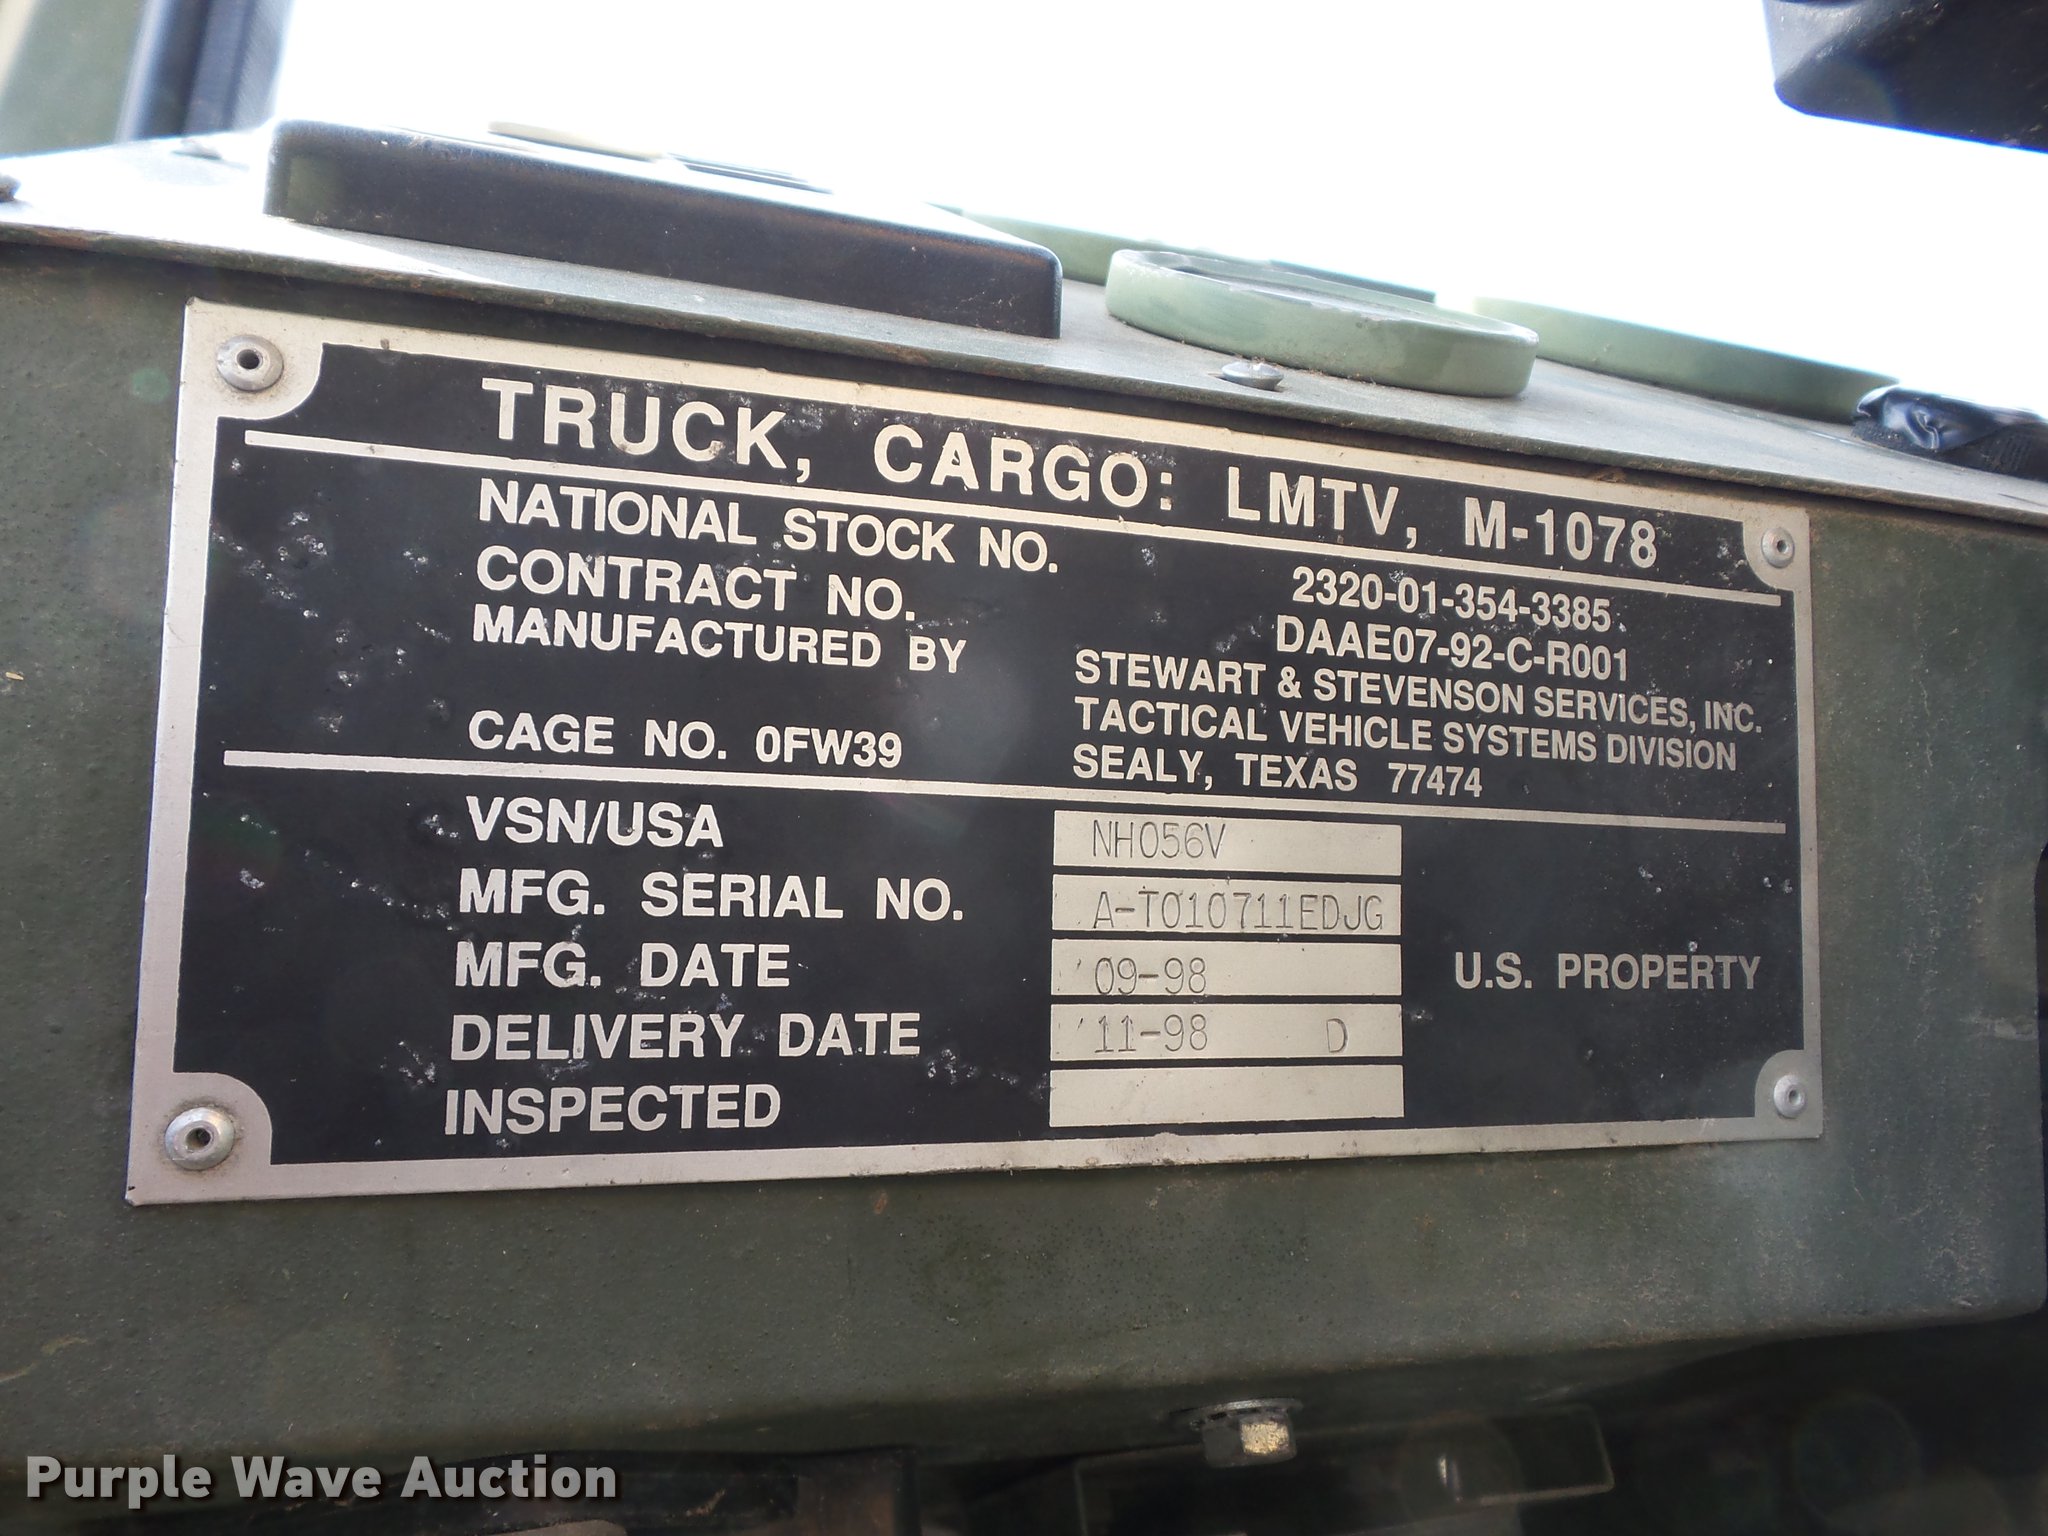 TRUCK, CARGO: LMTV, M-1078
NATIONAL STOCK NO. 2320-01-354-3385
CONTRACT NO. DAAE07-92-C-R001
MANUFACTURED BY STEWART & STEVENSON SERVICES, INC.
TACTICAL VEHICLE SYSTEMS DIVISION
CAGE NO. 0FW39 SEALY, TEXAS 77474
VSN/USA NH056V
MFG. SERIAL NO. A-T010711EDJG
MFG. DATE '09-98 U.S. PROPERTY
DELIVERY DATE '11-98 D
INSPECTED
Purple Wave Auction